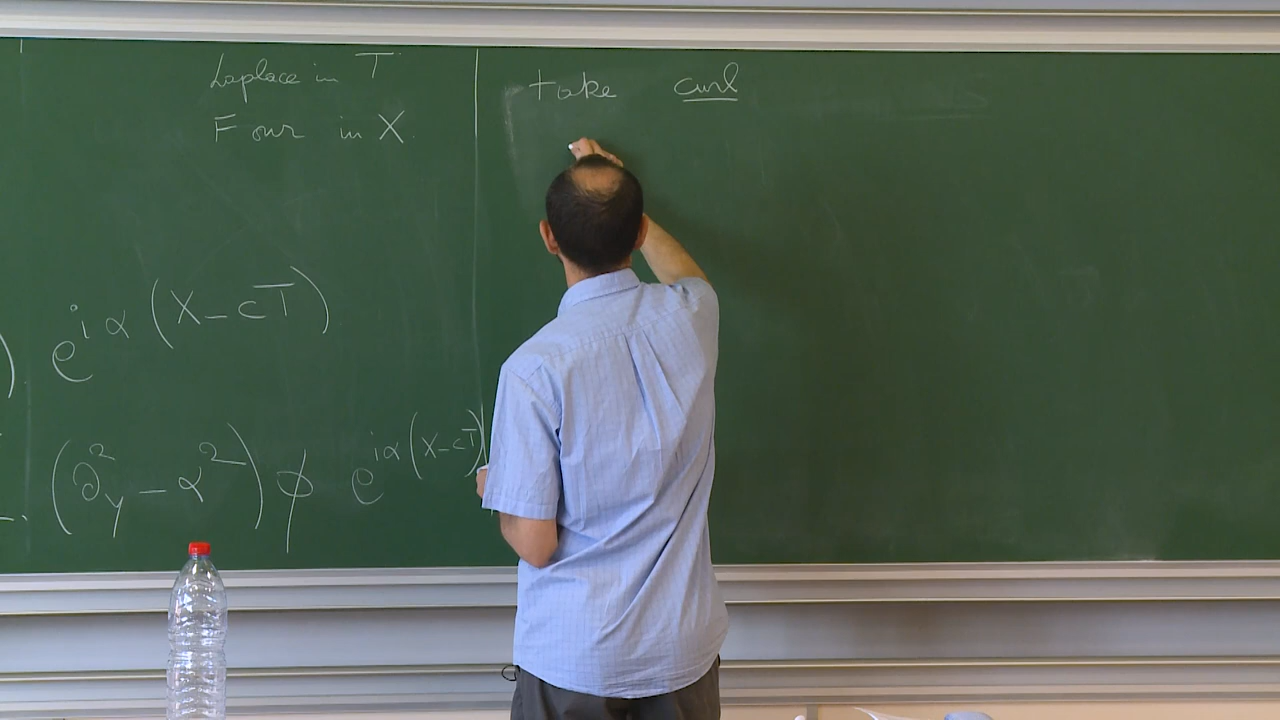 Laplace in T
Four in X.
) e^{iα(X-cT)}
(∂_y^2 - α^2) ϕ e^{iα(X-cT)}
take curl